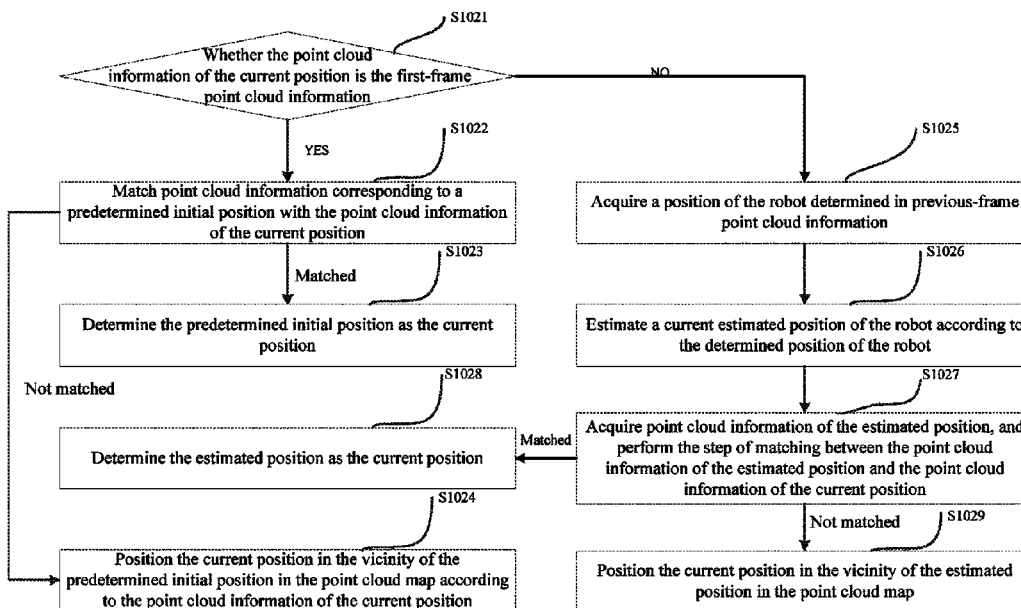 S1021
Whether the point cloud
information of the current position is the first-frame
point cloud information
NO
YES
S1022
Match point cloud information corresponding to a
predetermined initial position with the point cloud information
of the current position
S1025
Acquire a position of the robot determined in previous-frame
point cloud information
Matched
S1023
Determine the predetermined initial position as the current
position
S1026
Estimate a current estimated position of the robot according to
the determined position of the robot
Not matched
S1028
Determine the estimated position as the current position
S1027
Acquire point cloud information of the estimated position, and
perform the step of matching between the point cloud
information of the estimated position and the point cloud
information of the current position
Matched
S1024
Position the current position in the vicinity of the
predetermined initial position in the point cloud map according
to the point cloud information of the current position
Not matched
S1029
Position the current position in the vicinity of the estimated
position in the point cloud map